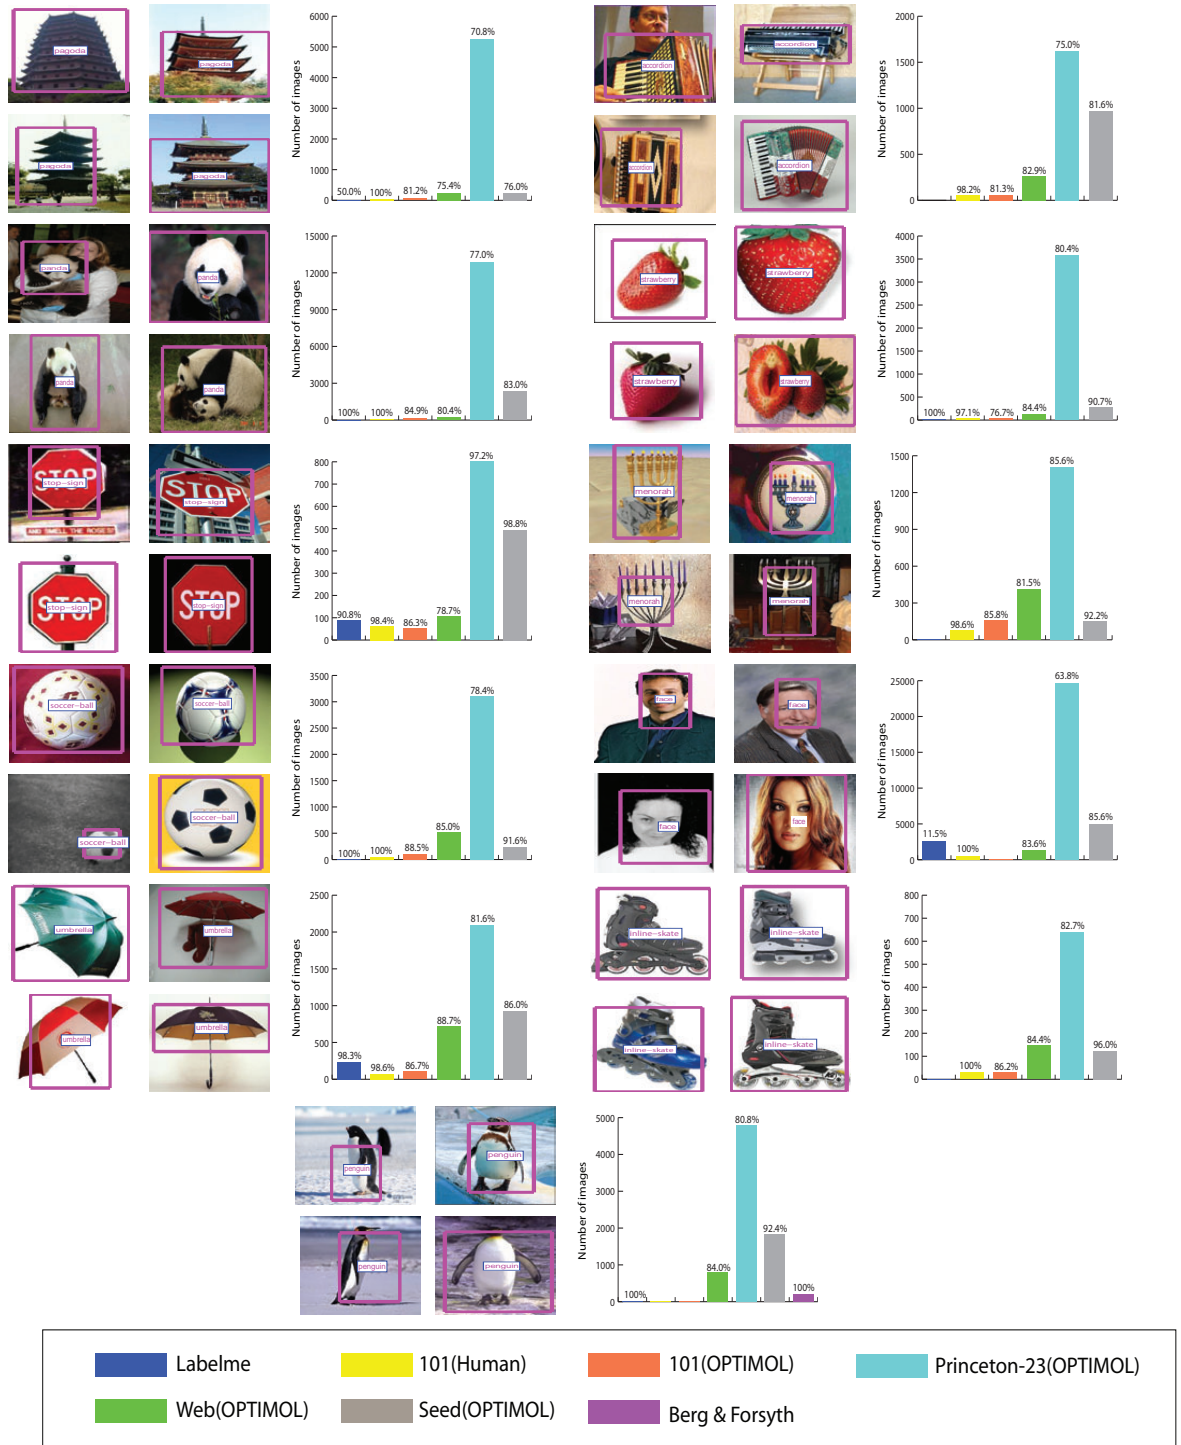 pagoda
pagoda
pagoda
pagoda
Number of images
6000
5000
4000
3000
2000
1000
0
50.0%
100%
81.2%
75.4%
70.8%
76.0%
accordion
accordion
accordion
accordion
Number of images
2000
1500
1000
500
0
98.2%
81.3%
82.9%
75.0%
81.6%
panda
panda
panda
panda
Number of images
15000
12000
9000
6000
3000
0
100%
100%
84.9%
80.4%
77.0%
83.0%
strawberry
strawberry
strawberry
strawberry
Number of images
4000
3500
3000
2500
2000
1500
1000
500
0
100%
97.1%
76.7%
84.4%
80.4%
90.7%
STOP
stop-sign
AND SMELL THE ROSES
STOP
stop-sign
STOP
stop-sign
STOP
stop-sign
Number of images
800
700
600
500
400
300
200
100
0
90.8%
98.4%
86.3%
78.7%
97.2%
98.8%
menorah
menorah
menorah
menorah
Number of images
1500
1200
900
600
300
0
98.6%
85.8%
81.5%
85.6%
92.2%
soccer-ball
soccer-ball
soccer-ball
soccer-ball
Number of images
3500
3000
2500
2000
1500
1000
500
0
100%
100%
88.5%
85.0%
78.4%
91.6%
face
face
face
face
Number of images
25000
20000
15000
10000
5000
0
11.5%
100%
83.6%
63.8%
85.6%
umbrella
umbrella
umbrella
umbrella
Number of images
2500
2000
1500
1000
500
0
98.3%
98.6%
86.7%
88.7%
81.6%
86.0%
inline-skate
inline-skate
inline-skate
inline-skate
Number of images
800
700
600
500
400
300
200
100
0
100%
86.2%
84.4%
82.7%
96.0%
penguin
penguin
penguin
penguin
Number of images
5000
4000
3000
2000
1000
0
100%
84.0%
80.8%
92.4%
100%
Labelme
101(Human)
101(OPTIMOL)
Princeton-23(OPTIMOL)
Web(OPTIMOL)
Seed(OPTIMOL)
Berg & Forsyth